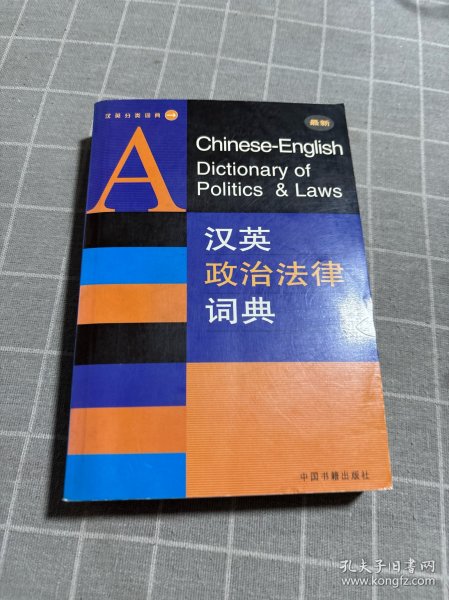 汉英分类词典
最新
A
Chinese-English
Dictionary of
Politics & Laws
汉英
政治法律
词典
中国书籍出版社
孔夫子旧书网
www.kongfz.com